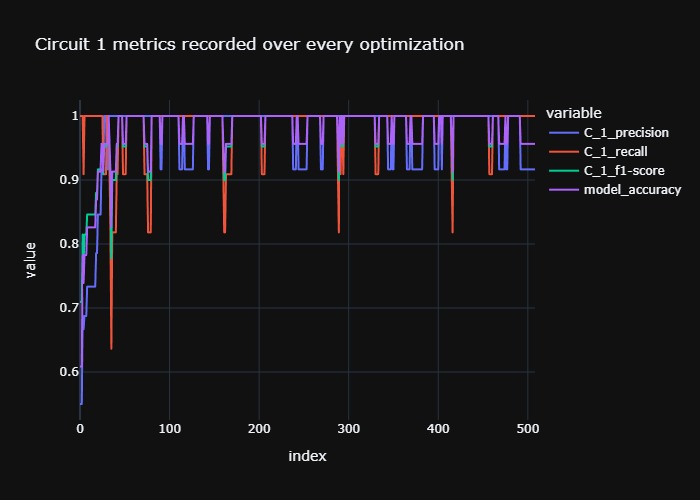 Circuit 1 metrics recorded over every optimization
variable
C_1_precision
C_1_recall
C_1_f1-score
model_accuracy
value
1
0.9
0.8
0.7
0.6
0
100
200
300
400
500
index